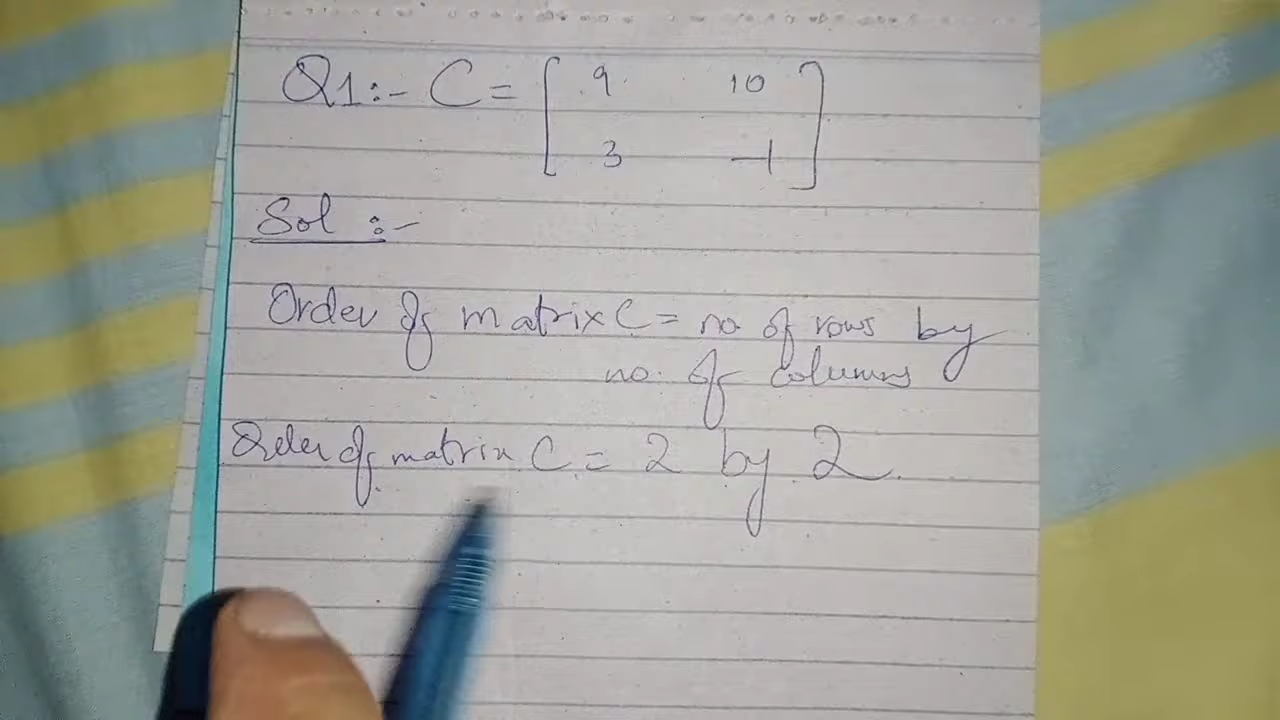 Q1:- C = [ 9 10
3 -1 ]
Sol :-
Order of matrix C = no of rows by
no. of columns
Order of matrix C = 2 by 2.